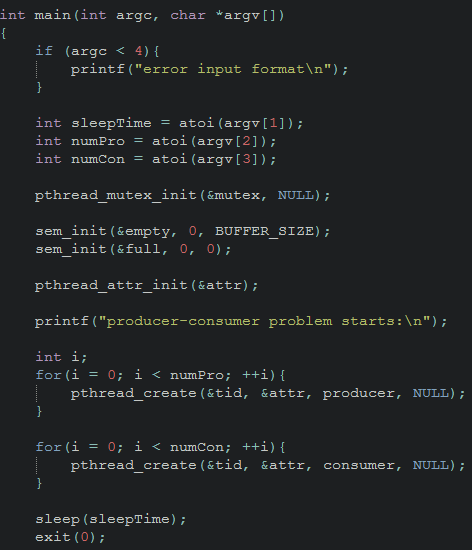 int main(int argc, char *argv[])
{
    if (argc < 4){
        printf("error input format\n");
    }
    int sleepTime = atoi(argv[1]);
    int numPro = atoi(argv[2]);
    int numCon = atoi(argv[3]);
    pthread_mutex_init(&mutex, NULL);
    sem_init(&empty, 0, BUFFER_SIZE);
    sem_init(&full, 0, 0);
    pthread_attr_init(&attr);
    printf("producer-consumer problem starts:\n");
    int i;
    for(i = 0; i < numPro; ++i){
        pthread_create(&tid, &attr, producer, NULL);
    }
    for(i = 0; i < numCon; ++i){
        pthread_create(&tid, &attr, consumer, NULL);
    }
    sleep(sleepTime);
    exit(0);